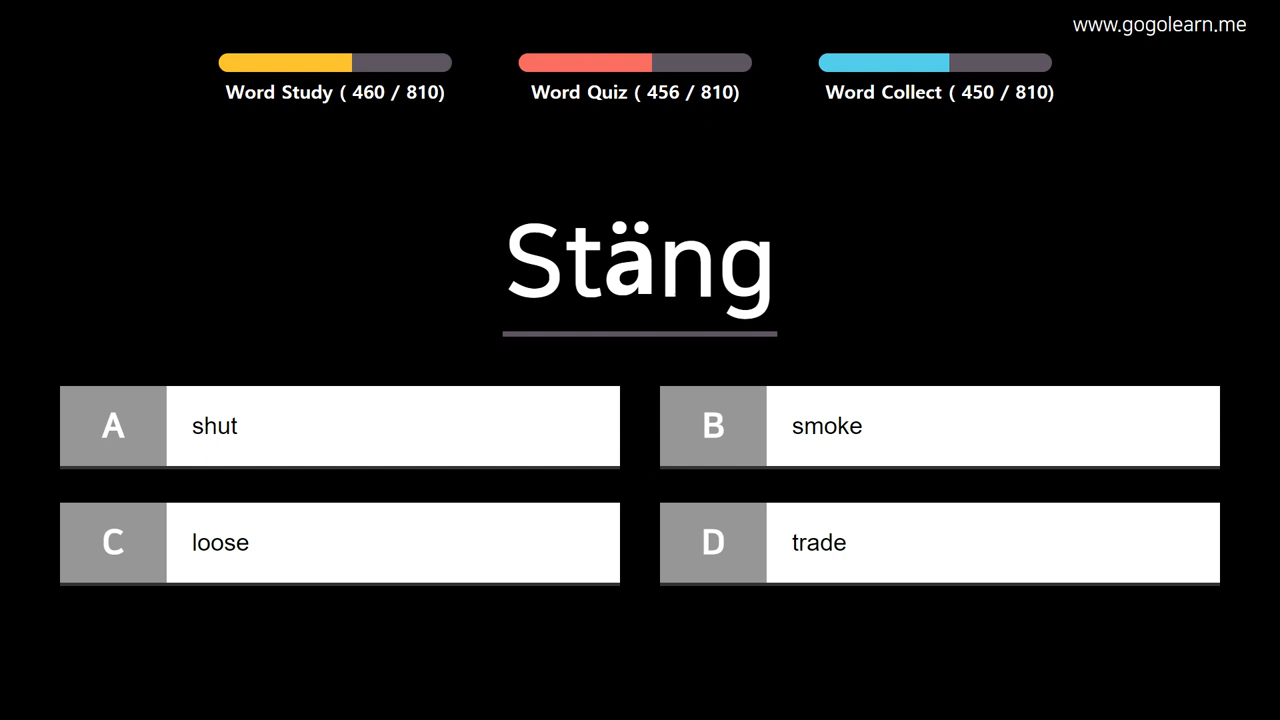 www.gogolearn.me
Word Study ( 460 / 810)
Word Quiz ( 456 / 810)
Word Collect ( 450 / 810)
Stäng
A shut
B smoke
C loose
D trade